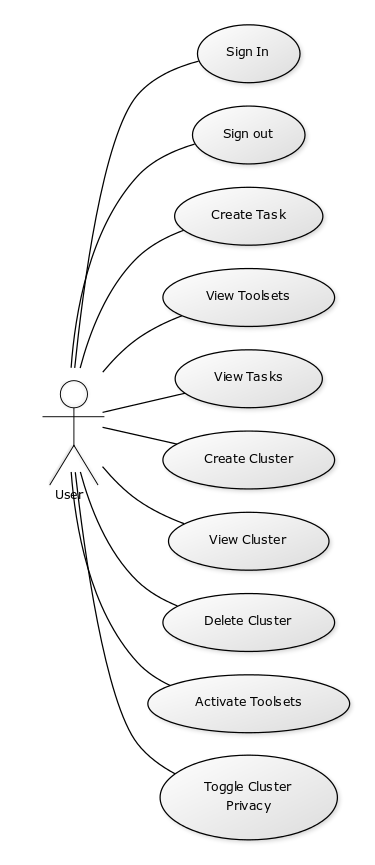 Sign In
Sign out
Create Task
View Toolsets
View Tasks
Create Cluster
User
View Cluster
Delete Cluster
Activate Toolsets
Toggle Cluster
Privacy